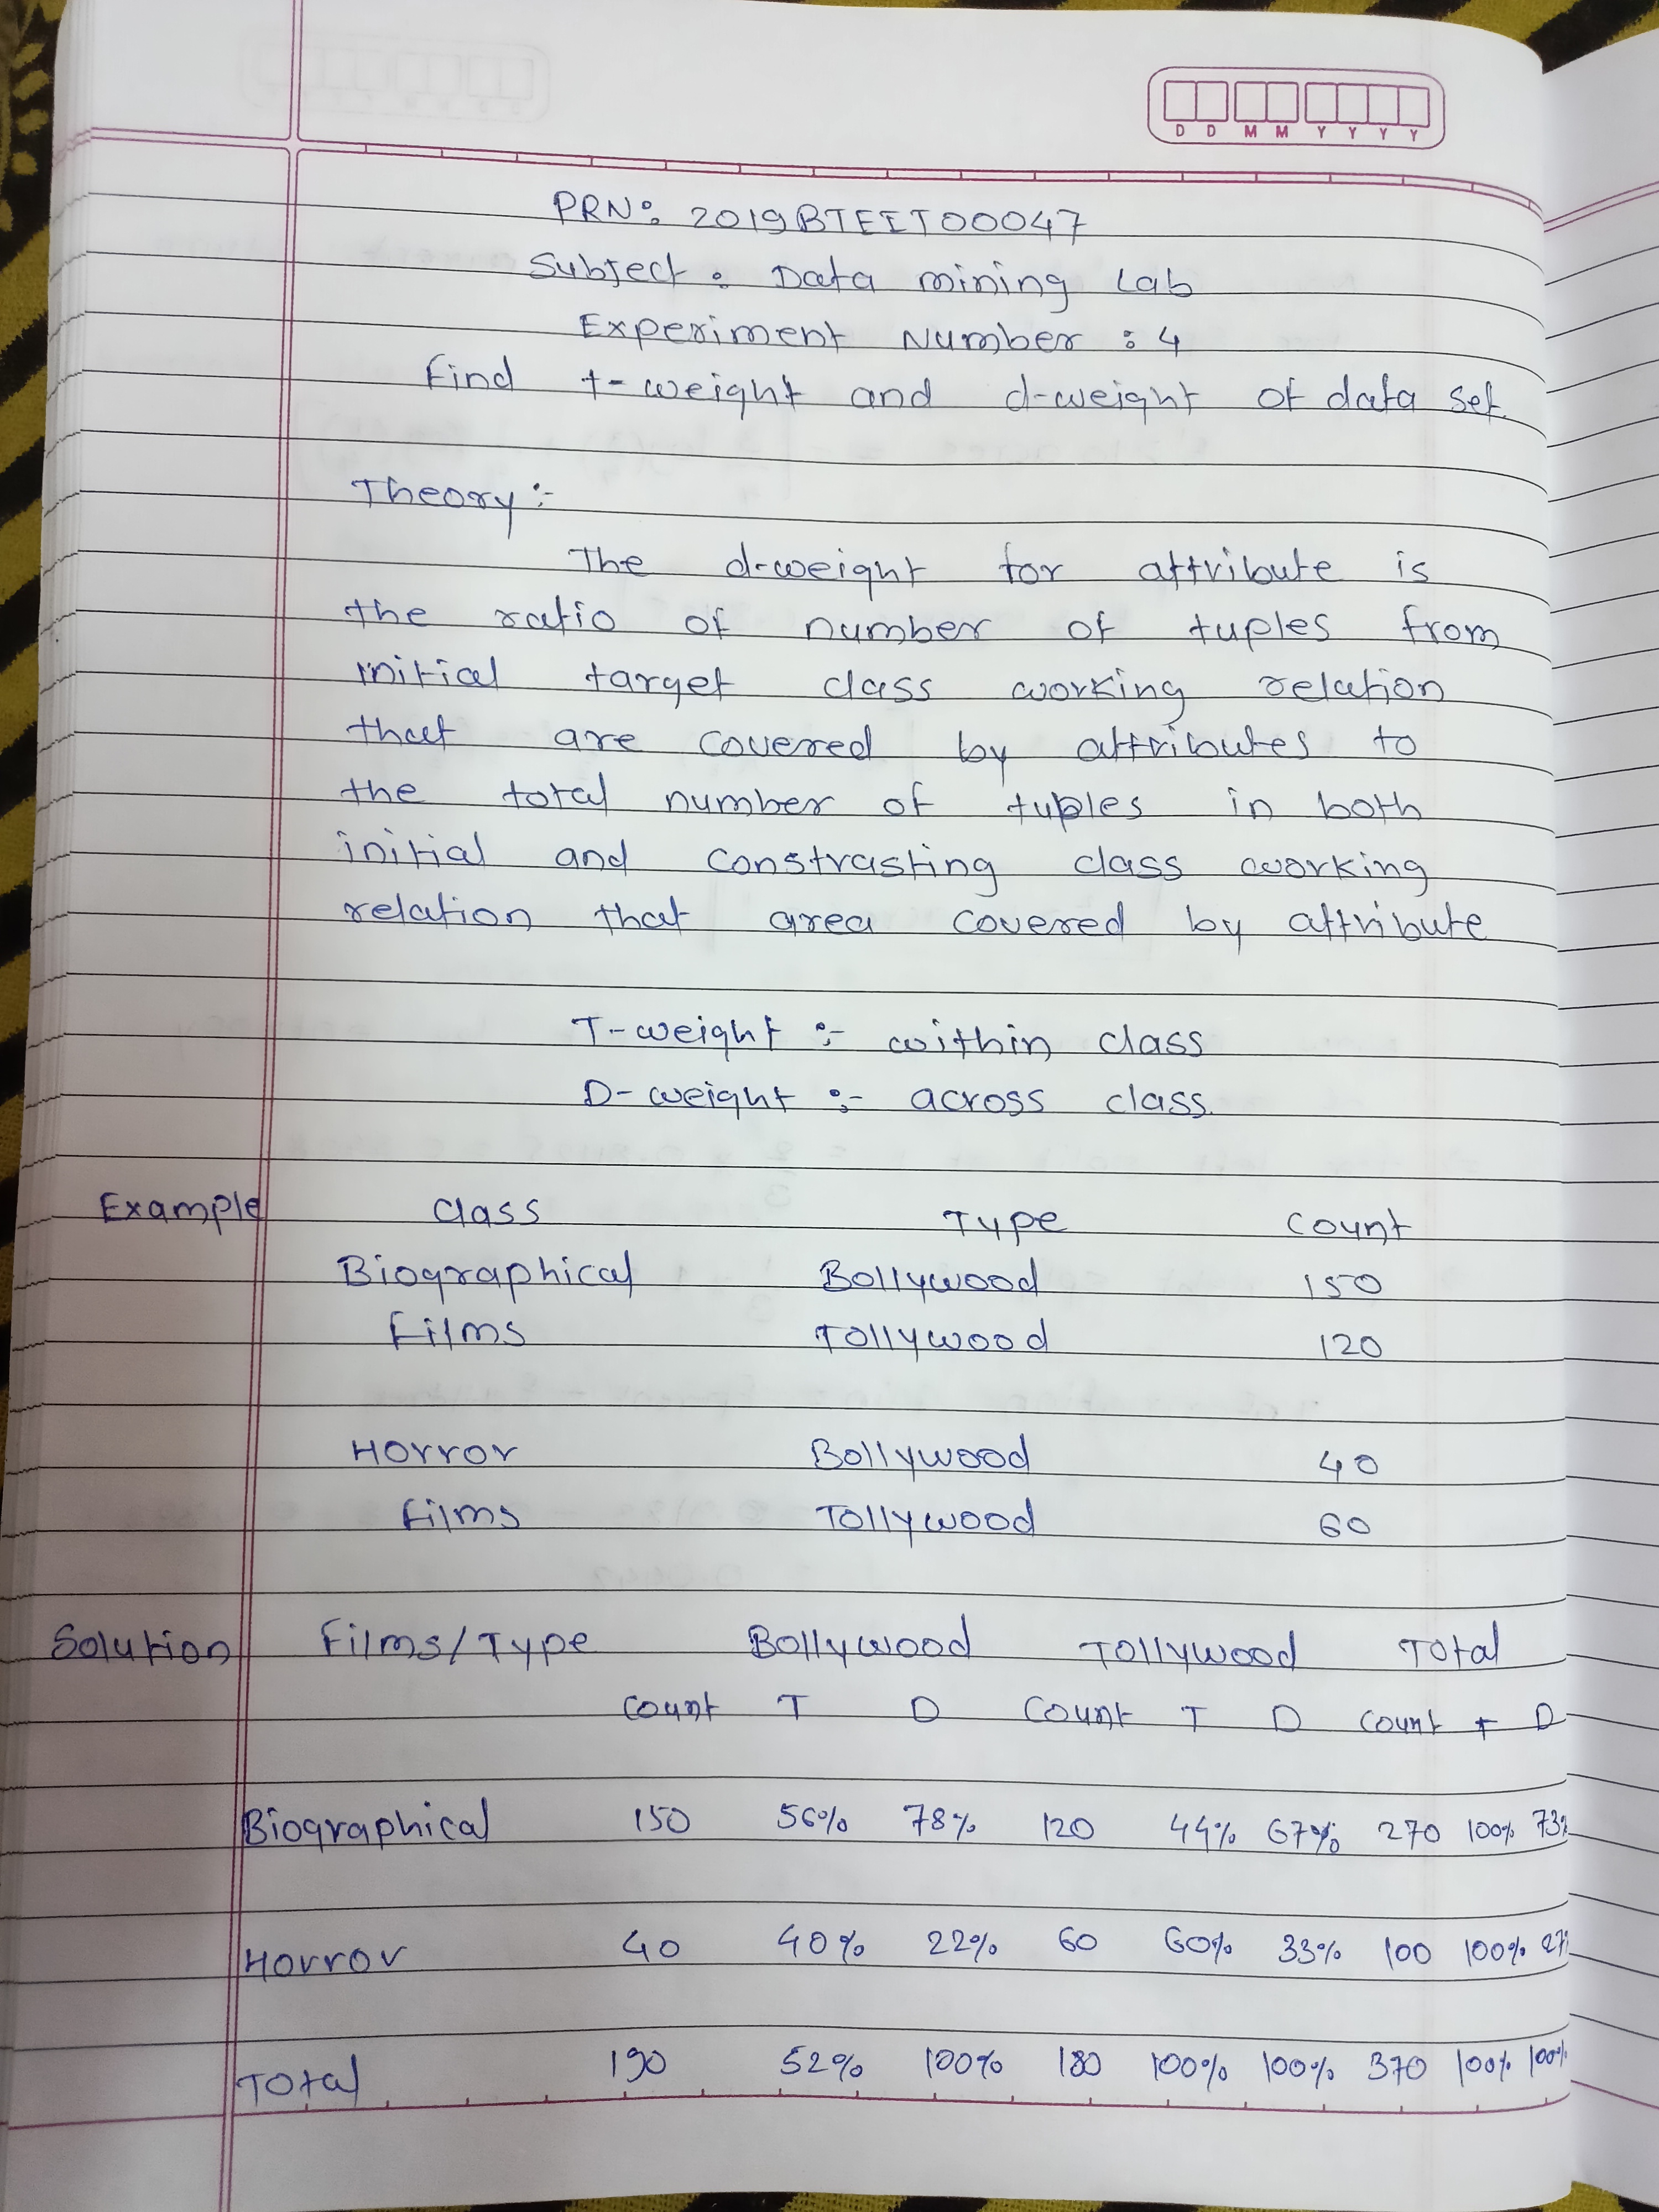 D D M M Y Y Y Y
PRN: 2019BTEIT00047
Subject: Data mining Lab
Experiment Number: 4
Find t-weight and d-weight of data set.
Theory :-
The d-weight for attribute is
the ratio of number of tuples from
initial target class working relation
that are covered by attributes to
the total number of tuples in both
initial and constrasting class working
relation that area covered by attribute
T-weight :- within class
D-weight :- across class.
Example Class Type Count
Biographical Bollywood 150
Films Tollywood 120
Horror Bollywood 40
films Tollywood 60
Solution Films/Type Bollywood Tollywood Total
Count T D Count T D Count T D
Biographical 150 56% 78% 120 44% 67% 270 100% 73%
Horror 40 40% 22% 60 60% 33% 100 100% 27%
Total 190 52% 100% 180 100% 100% 370 100% 100%